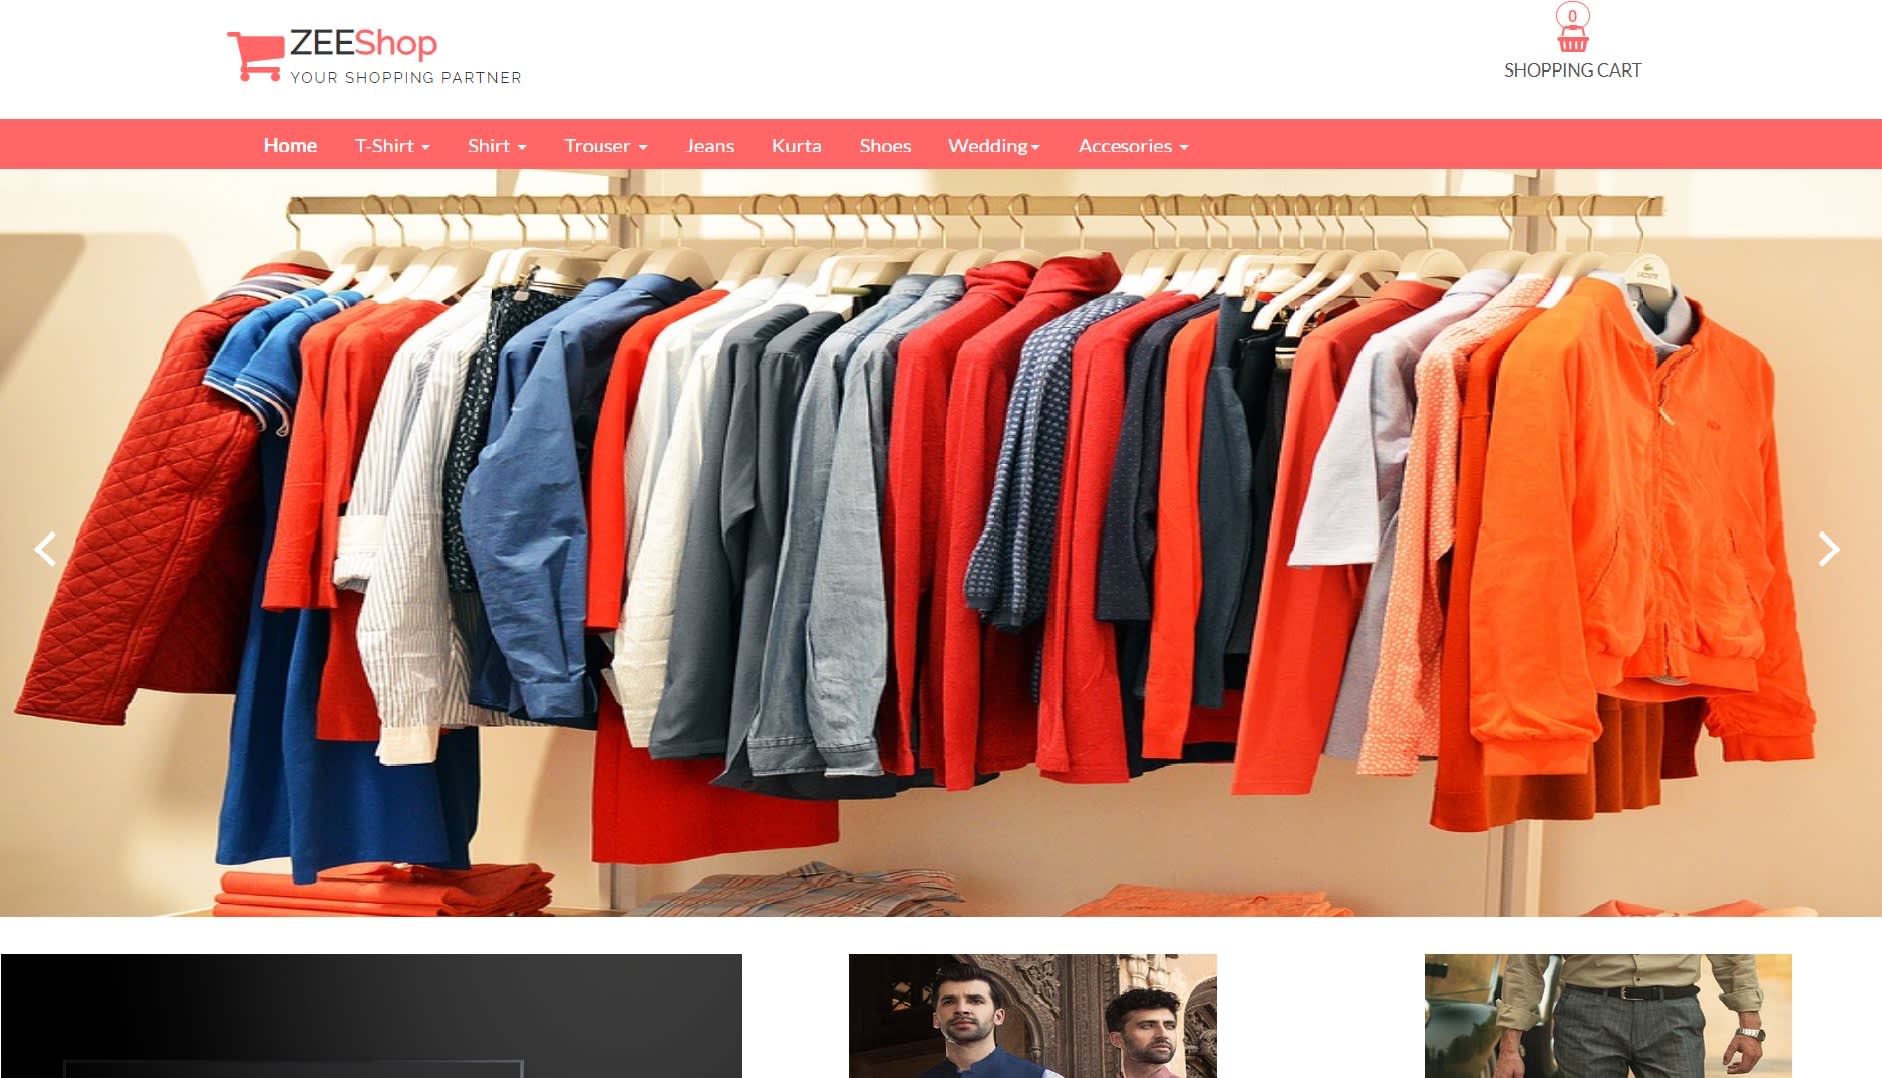 0
ZEEShop
YOUR SHOPPING PARTNER
SHOPPING CART
Home T-Shirt Shirt Trouser Jeans Kurta Shoes Wedding Accesories